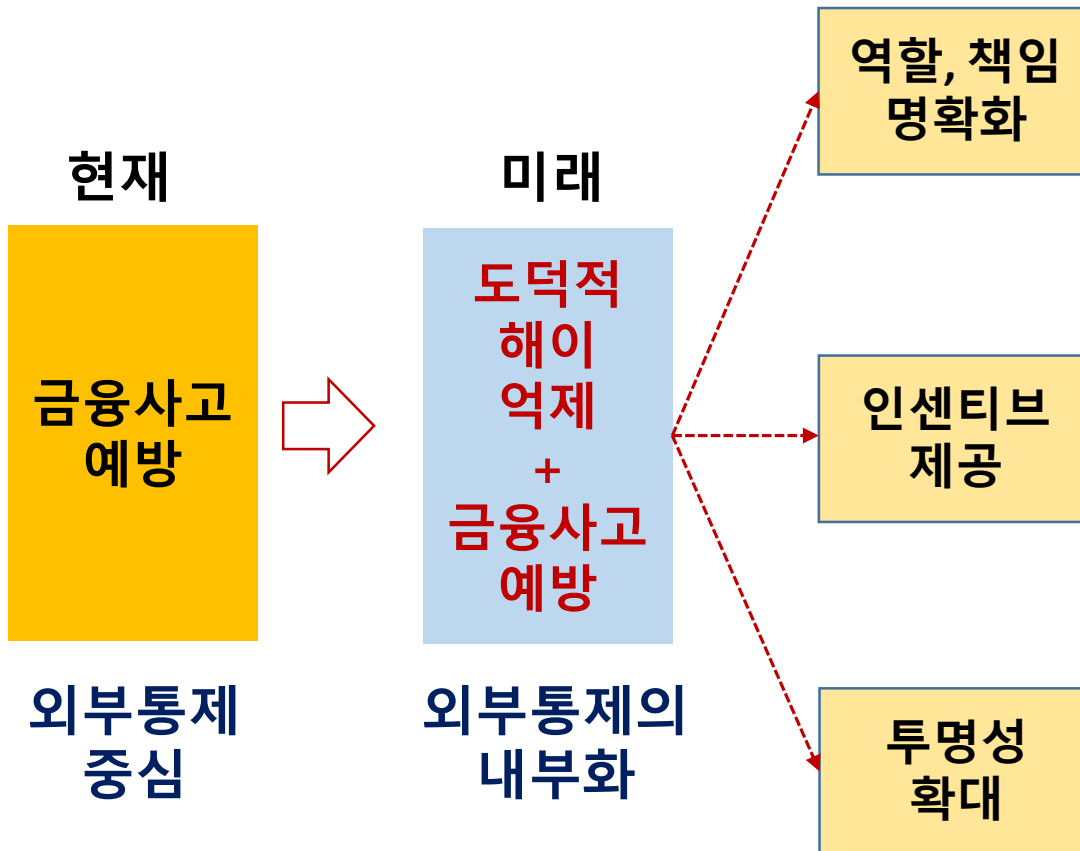 현재
금융사고
예방
외부통제
중심
미래
도덕적
해이
억제
+
금융사고
예방
외부통제의
내부화
역할, 책임
명확화
인센티브
제공
투명성
확대